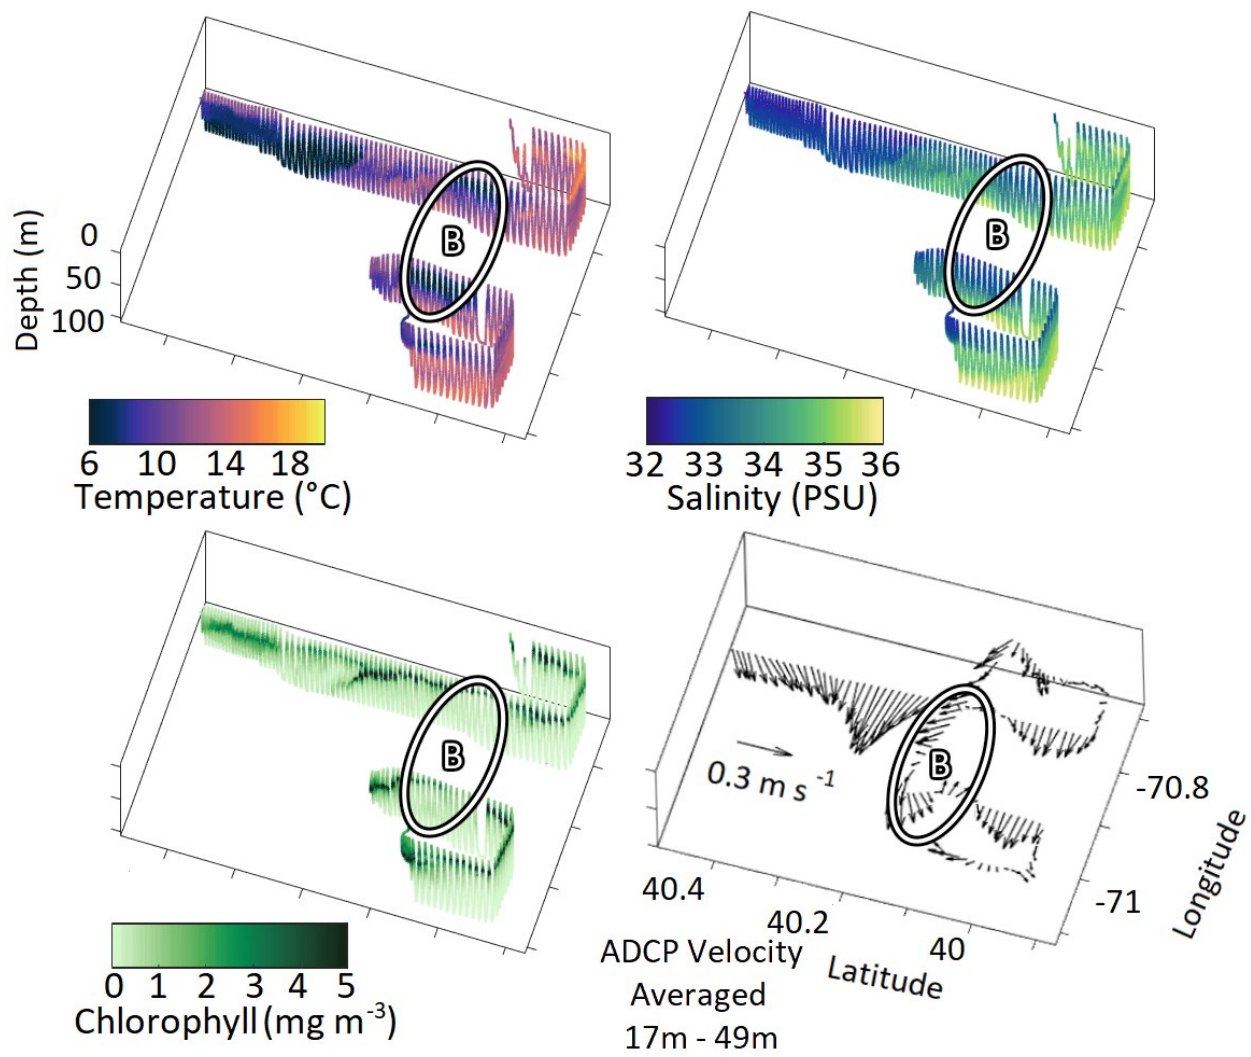 B
B
Depth (m)
0
50
100
6 10 14 18
Temperature (°C)
32 33 34 35 36
Salinity (PSU)
B
B
0.3 m s -1
-70.8
-71
Longitude
40.4
40.2
40
Latitude
0 1 2 3 4 5
Chlorophyll (mg m-3)
ADCP Velocity
Averaged
17m - 49m